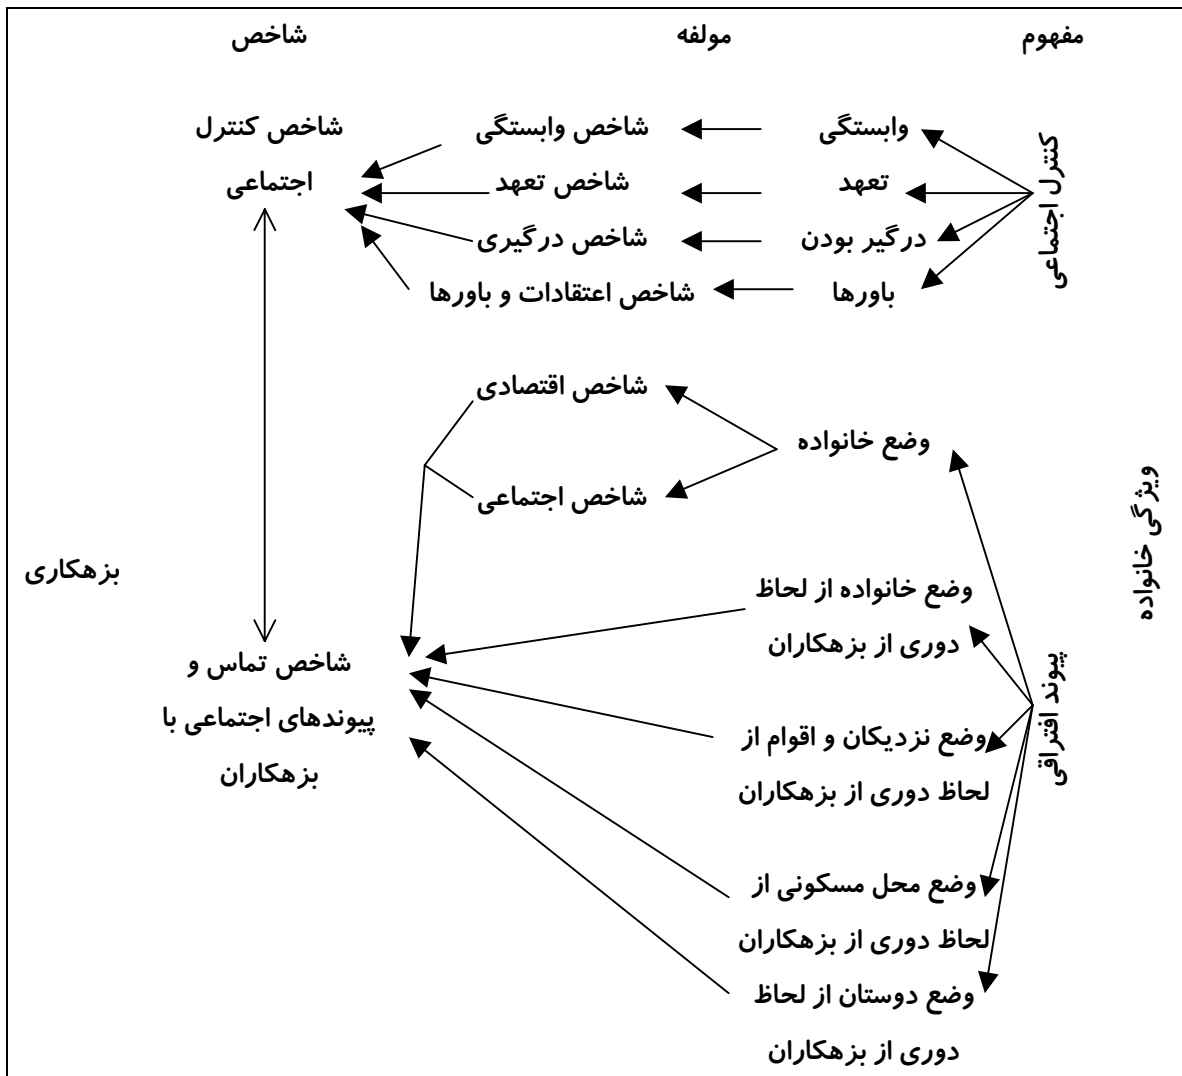 مفهوم
مولفه
شاخص
کنترل اجتماعی
وابستگی
شاخص وابستگی
شاخص کنترل
تعهد
شاخص تعهد
اجتماعی
درگیر بودن
شاخص درگیری
باورها
شاخص اعتقادات و باورها
ویژگی خانواده
شاخص اقتصادی
وضع خانواده
شاخص اجتماعی
بزهکاری
پیوند افتراقی
وضع خانواده از لحاظ
دوری از بزهکاران
شاخص تماس و
پیوندهای اجتماعی با
بزهکاران
وضع نزدیکان و اقوام از
لحاظ دوری از بزهکاران
وضع محل مسکونی از
لحاظ دوری از بزهکاران
وضع دوستان از لحاظ
دوری از بزهکاران